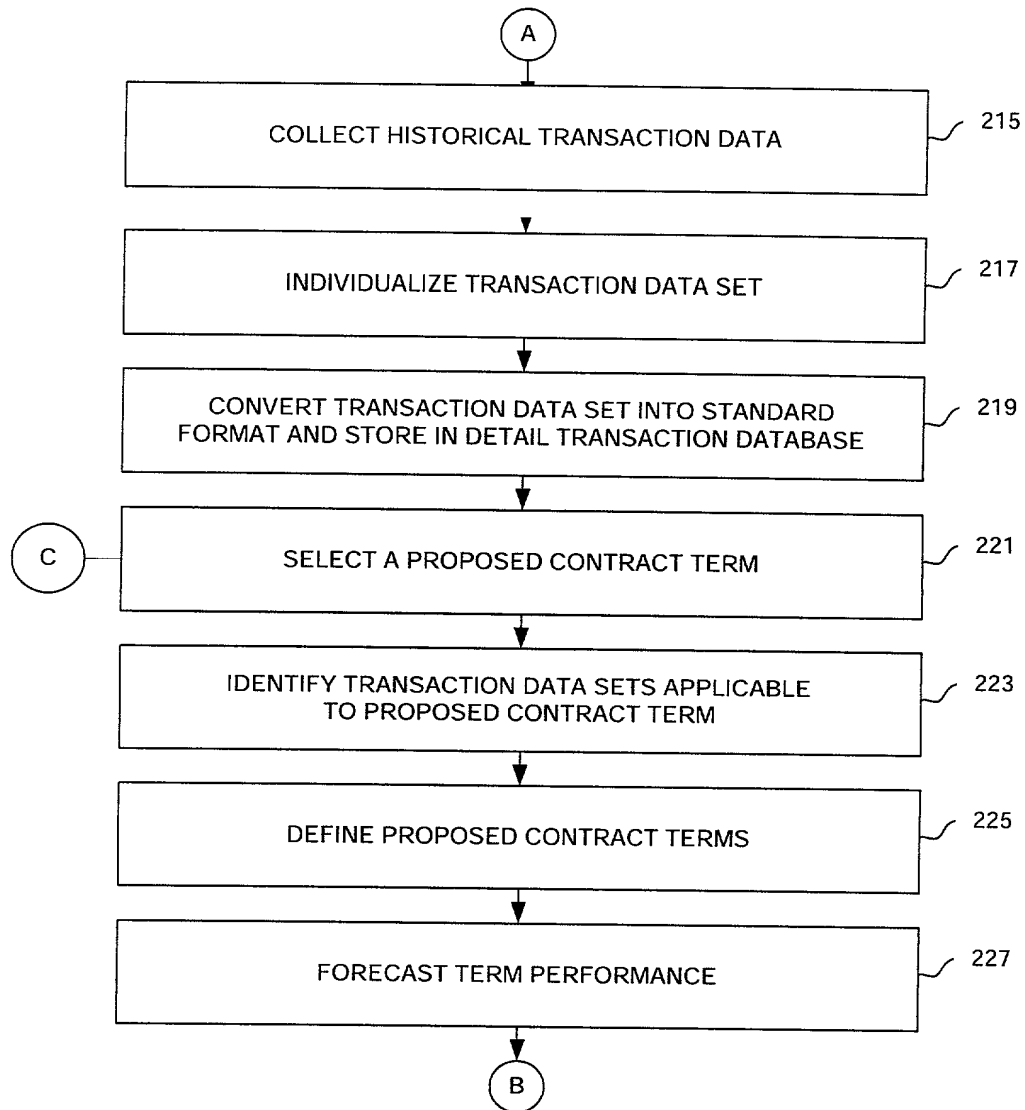 A
COLLECT HISTORICAL TRANSACTION DATA
215
INDIVIDUALIZE TRANSACTION DATA SET
217
CONVERT TRANSACTION DATA SET INTO STANDARD
FORMAT AND STORE IN DETAIL TRANSACTION DATABASE
219
C
SELECT A PROPOSED CONTRACT TERM
221
IDENTIFY TRANSACTION DATA SETS APPLICABLE
TO PROPOSED CONTRACT TERM
223
DEFINE PROPOSED CONTRACT TERMS
225
FORECAST TERM PERFORMANCE
227
B